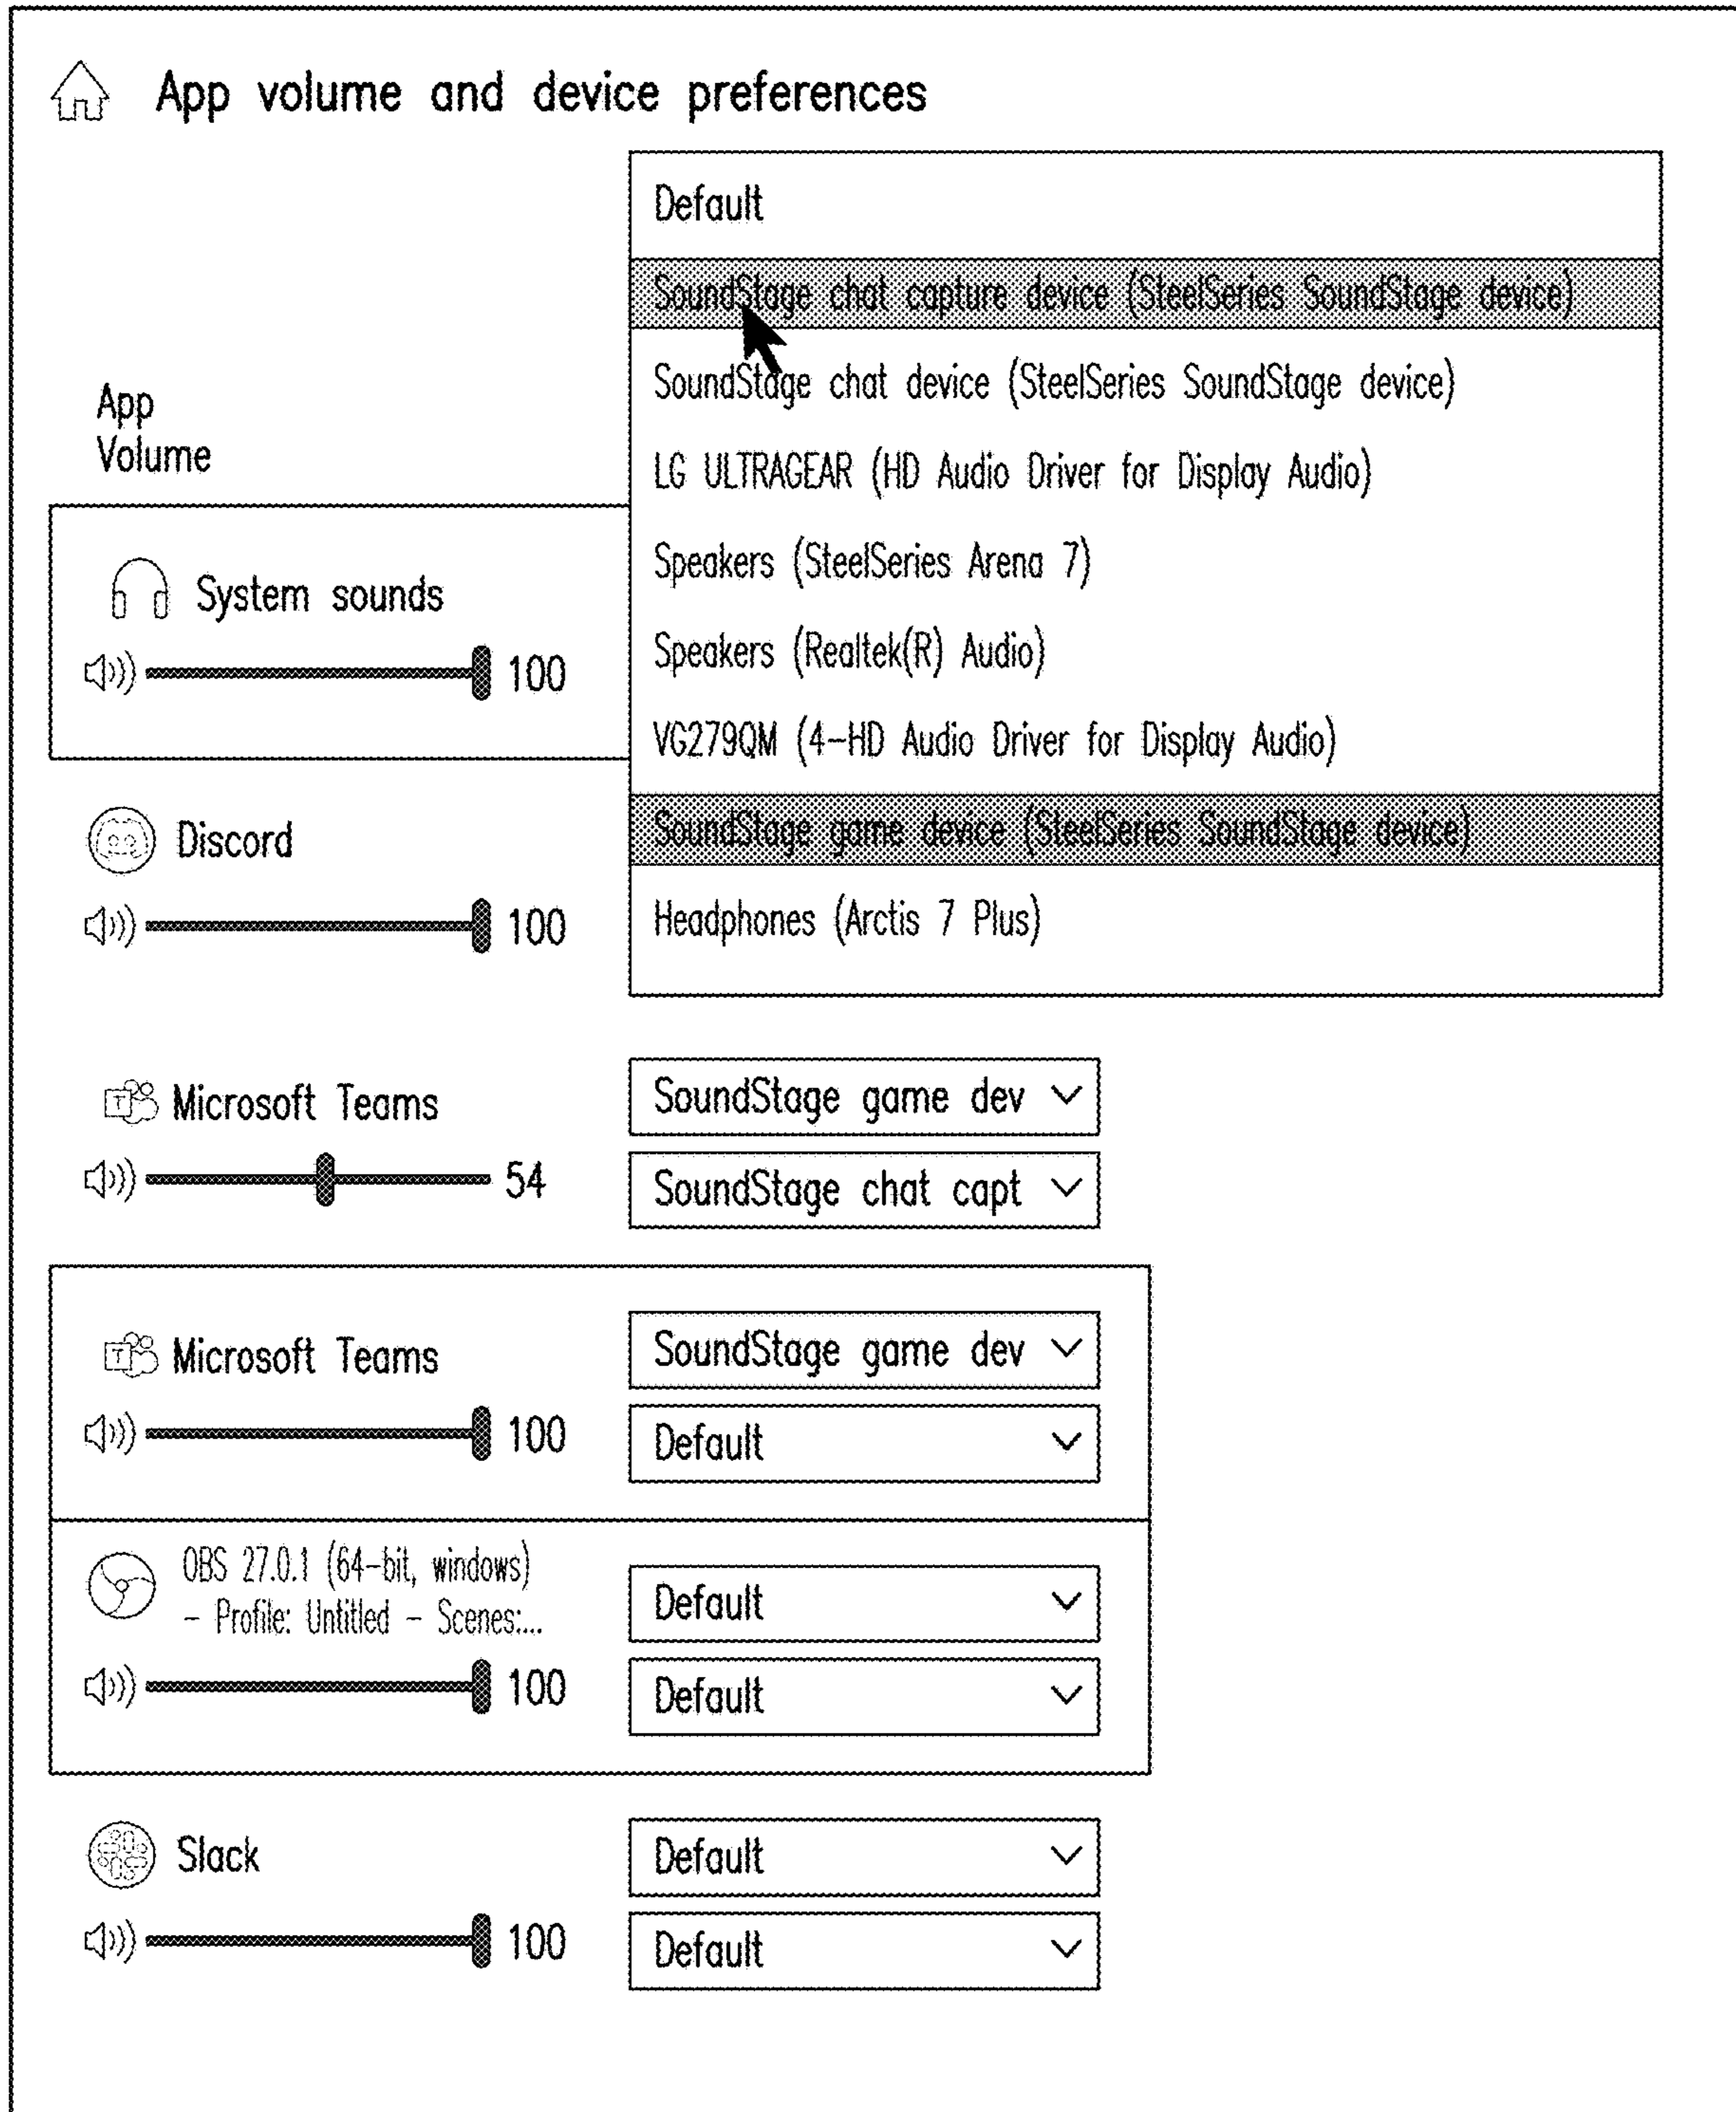 App volume and device preferences
Default
SoundStage chat capture device (SteelSeries SoundStage device)
SoundStage chat device (SteelSeries SoundStage device)
LG ULTRAGEAR (HD Audio Driver for Display Audio)
Speakers (SteelSeries Arena 7)
Speakers (Realtek(R) Audio)
VG279QM (4-HD Audio Driver for Display Audio)
SoundStage game device (SteelSeries SoundStage device)
Headphones (Arctis 7 Plus)
App
Volume
System sounds
100
Discord
100
Microsoft Teams
SoundStage game dev
54
SoundStage chat capt
Microsoft Teams
SoundStage game dev
100
Default
OBS 27.0.1 (64-bit, windows)
- Profile: Untitled - Scenes:...
Default
100
Default
Slack
Default
100
Default